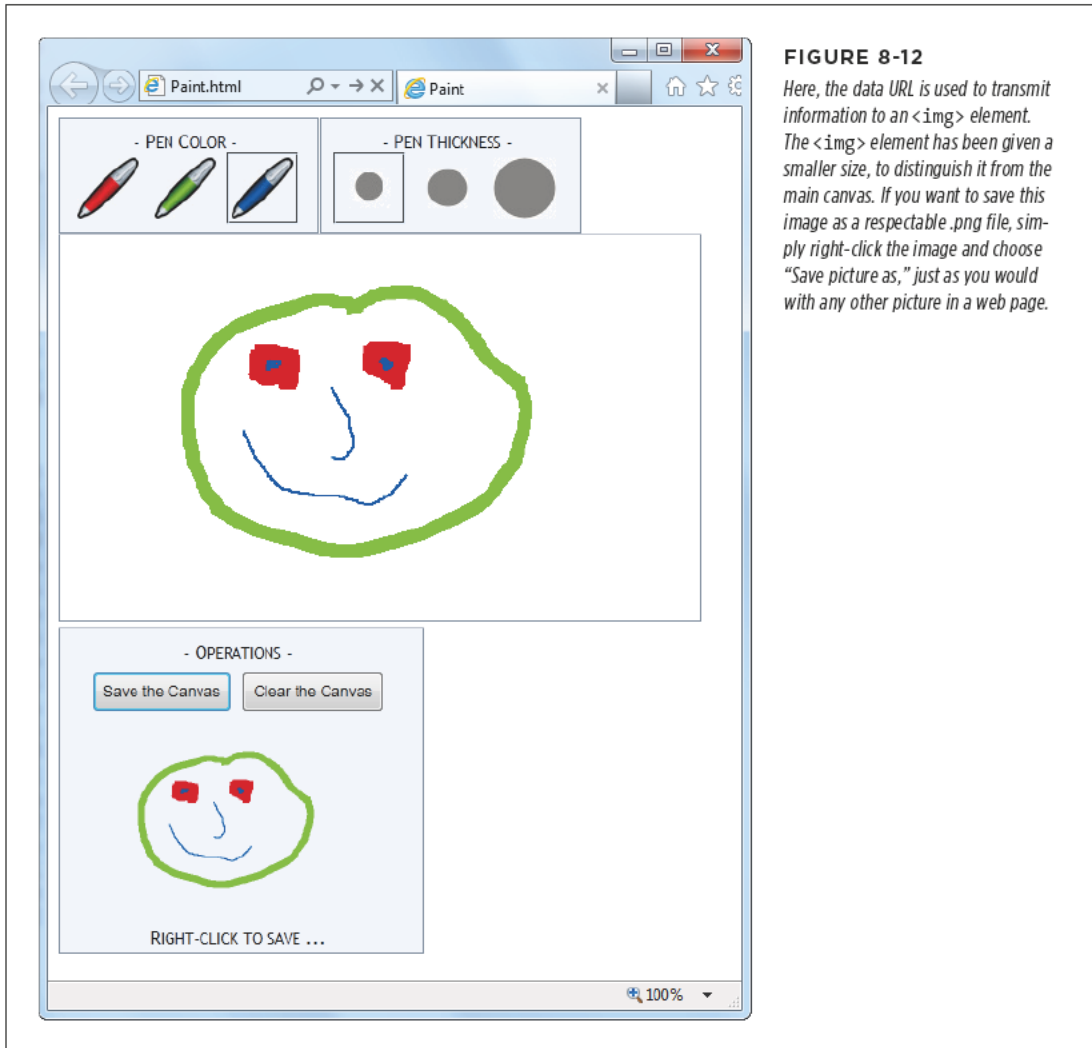 Paint.html
Paint
- PEN COLOR -
- PEN THICKNESS -
- OPERATIONS -
Save the Canvas
Clear the Canvas
RIGHT-CLICK TO SAVE ...
100%
FIGURE 8-12
Here, the data URL is used to transmit
information to an <img> element.
The <img> element has been given a
smaller size, to distinguish it from the
main canvas. If you want to save this
image as a respectable .png file, sim-
ply right-click the image and choose
“Save picture as,” just as you would
with any other picture in a web page.